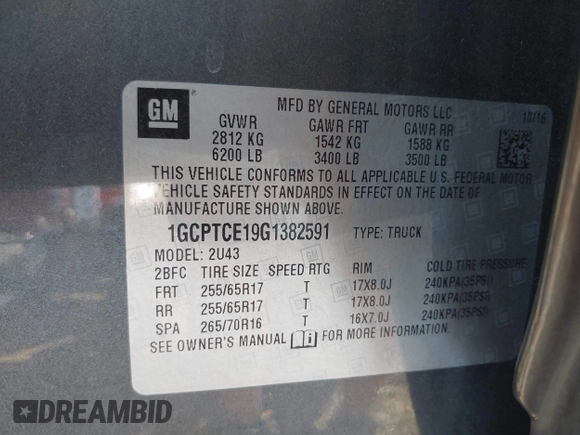 GM
MFD BY GENERAL MOTORS LLC
10/16
GVWR GAWR FRT GAWR RR
2812 KG 1542 KG 1588 KG
6200 LB 3400 LB 3500 LB
THIS VEHICLE CONFORMS TO ALL APPLICABLE U.S. FEDERAL MOTOR
VEHICLE SAFETY STANDARDS IN EFFECT ON THE DATE OF
MANUFACTURE SHOWN ABOVE.
1GCPTCE19G1382591 TYPE: TRUCK
MODEL: 2U43
2BFC TIRE SIZE SPEED RTG RIM COLD TIRE PRESSURE
FRT 255/65R17 T 17X8.0J 240KPA(35PSI)
RR 255/65R17 T 17X8.0J 240KPA(35PSI)
SPA 265/70R16 T 16X7.0J 240KPA(35PSI)
SEE OWNER'S MANUAL i FOR MORE INFORMATION.
DREAMBID